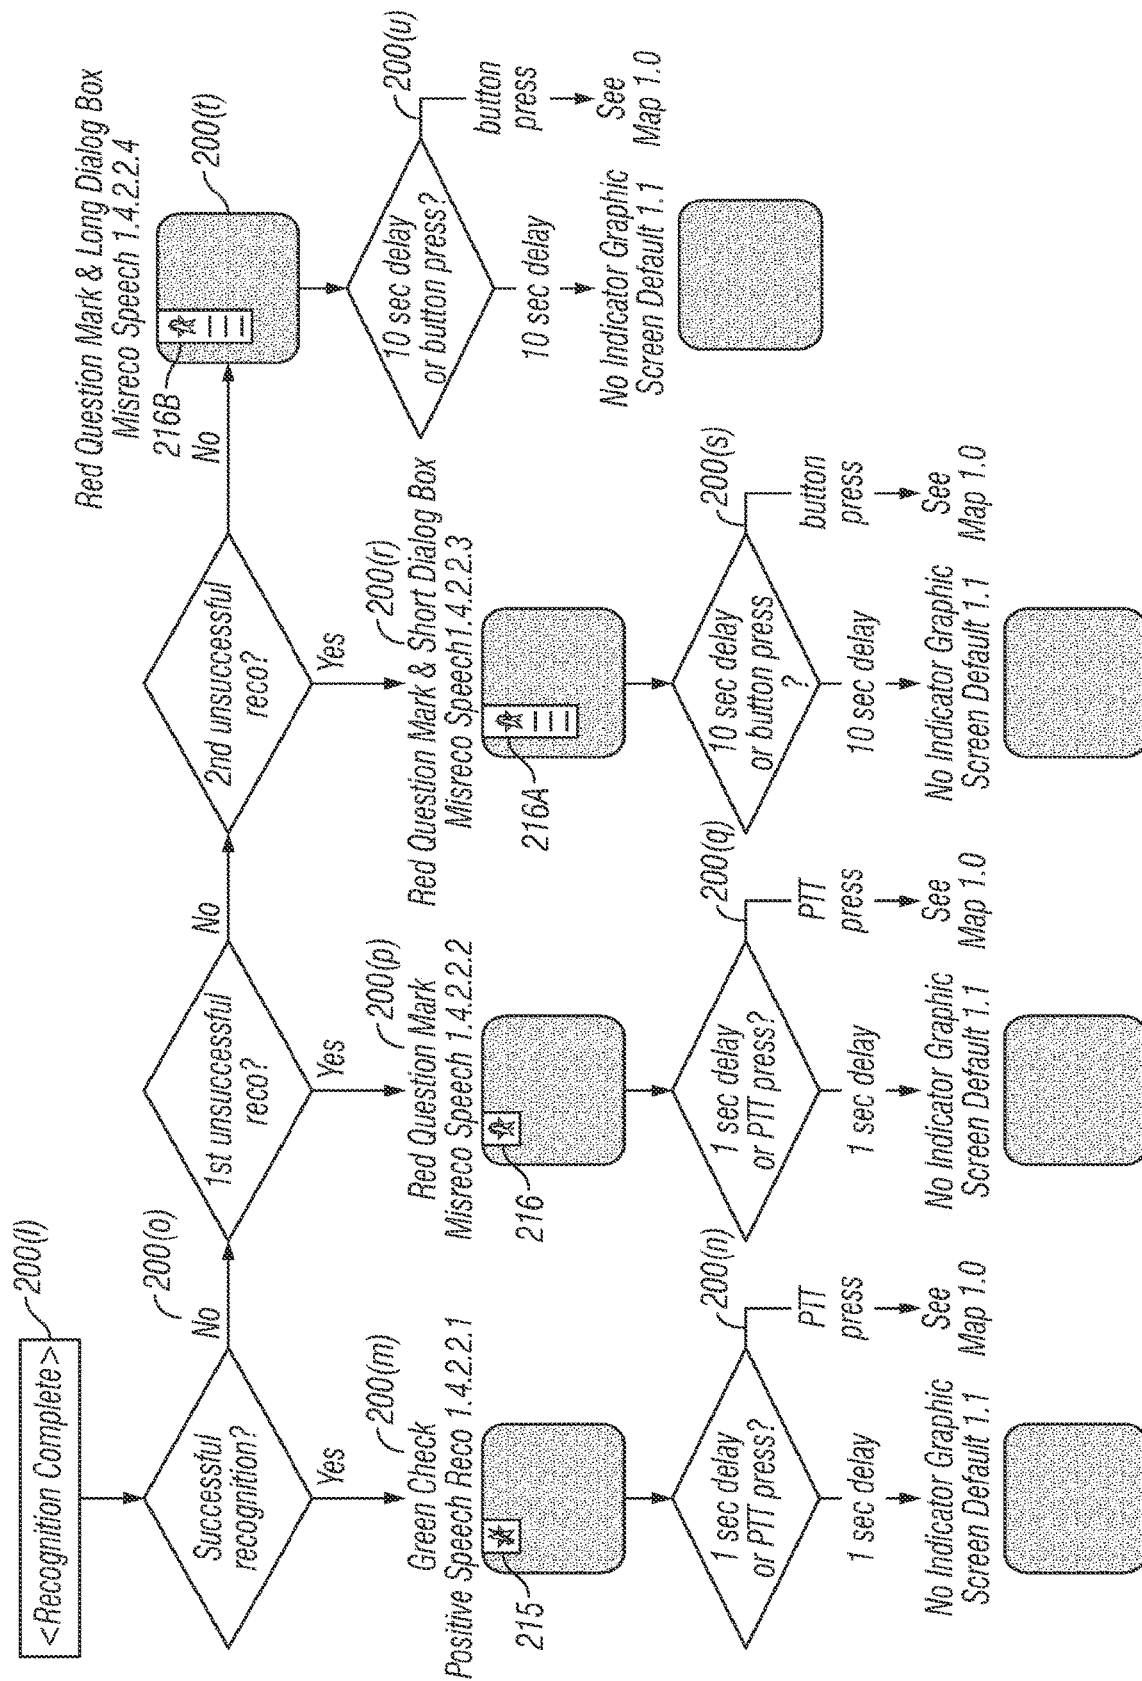 <Recognition Complete>
200(l)
Successful
recognition?
No
200(o)
1st unsuccessful
reco?
No
2nd unsuccessful
reco?
No
Red Question Mark & Long Dialog Box
Misreco Speech 1.4.2.2.4
216B
200(t)
Yes
200(m)
Green Check
Positive Speech Reco 1.4.2.2.1
215
Yes
200(p)
Red Question Mark
Misreco Speech 1.4.2.2.2
216
Yes
200(r)
Red Question Mark & Short Dialog Box
Misreco Speech1.4.2.2.3
216A
10 sec delay
or button press?
200(u)
button
press
See
Map 1.0
10 sec delay
No Indicator Graphic
Screen Default 1.1
1 sec delay
or PTT press?
200(n)
PTT
press
See
Map 1.0
1 sec delay
No Indicator Graphic
Screen Default 1.1
1 sec delay
or PTT press?
200(q)
PTT
press
See
Map 1.0
1 sec delay
No Indicator Graphic
Screen Default 1.1
10 sec delay
or button press
?
200(s)
button
press
See
Map 1.0
10 sec delay
No Indicator Graphic
Screen Default 1.1